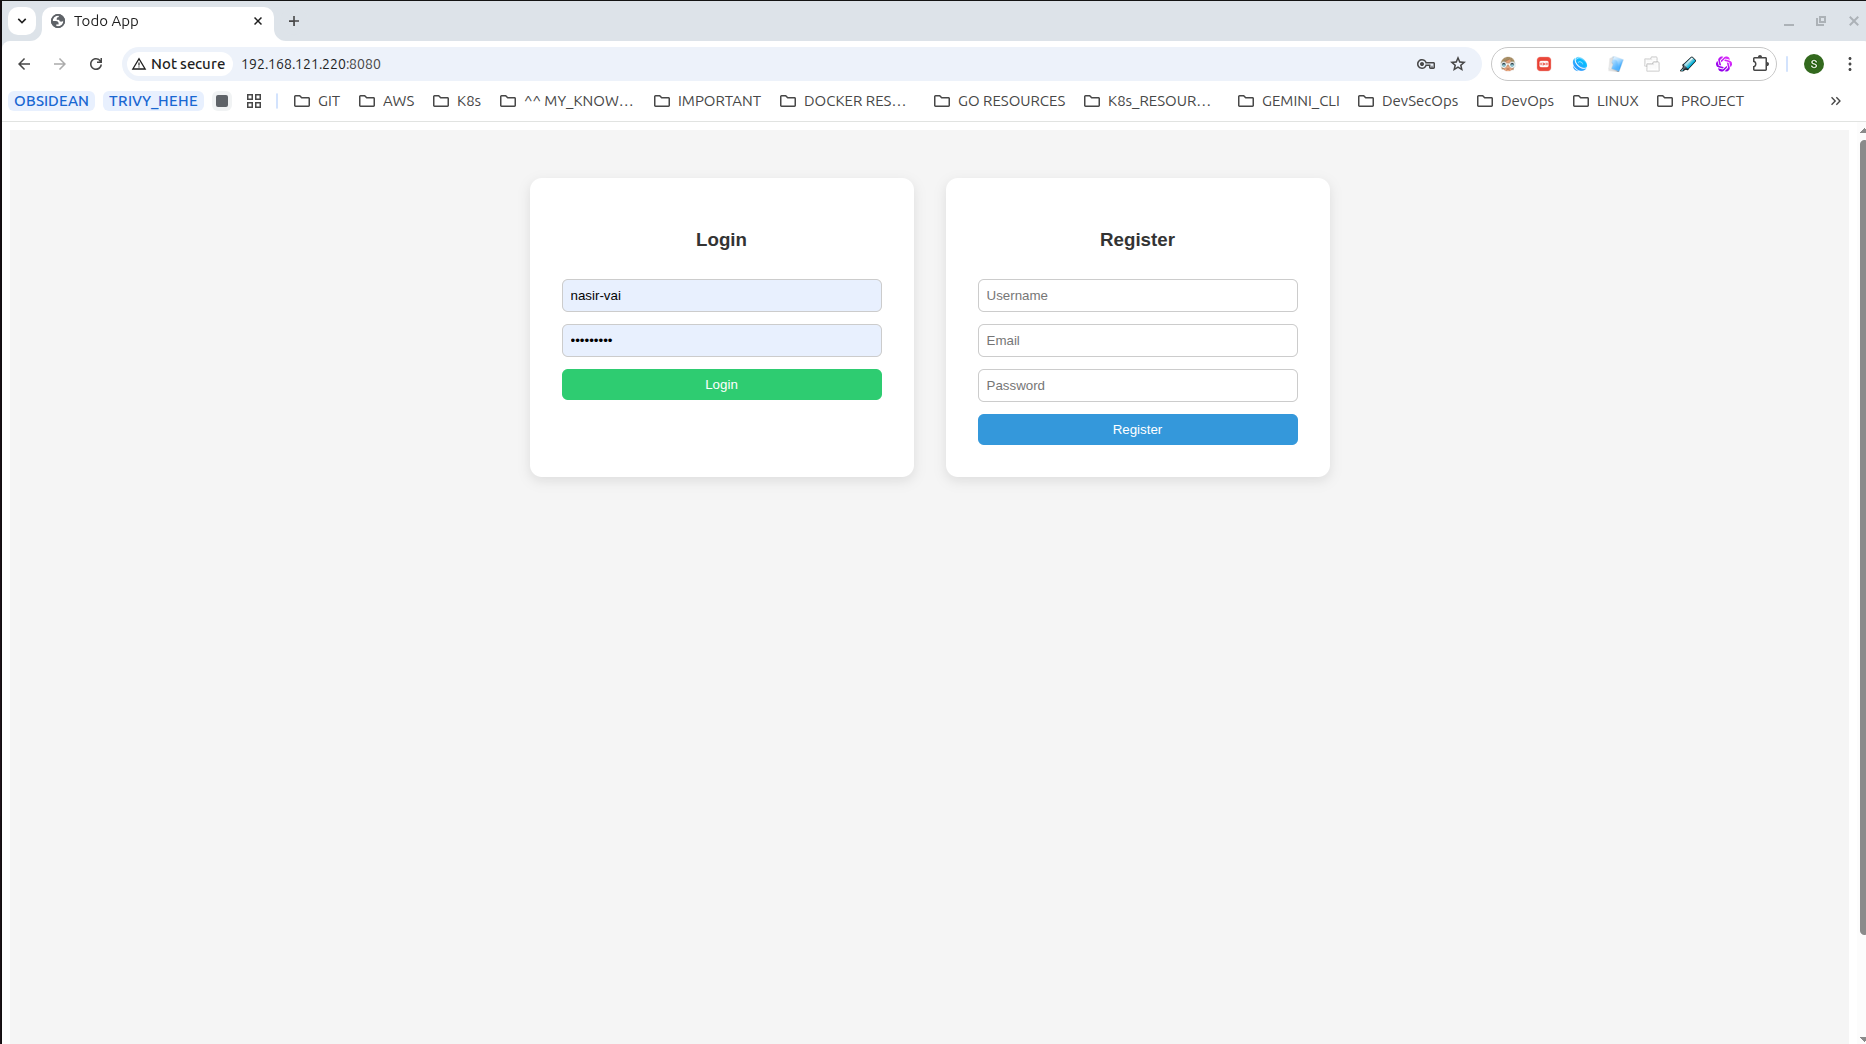 Todo App
Not secure 192.168.121.220:8080 S
OBSIDEAN TRIVY_HEHE GIT AWS K8s ^^ MY_KNOW... IMPORTANT DOCKER RES... GO RESOURCES K8s_RESOUR... GEMINI_CLI DevSecOps DevOps LINUX PROJECT
Login
nasir-vai
•••••••••
Login
Register
Username
Email
Password
Register